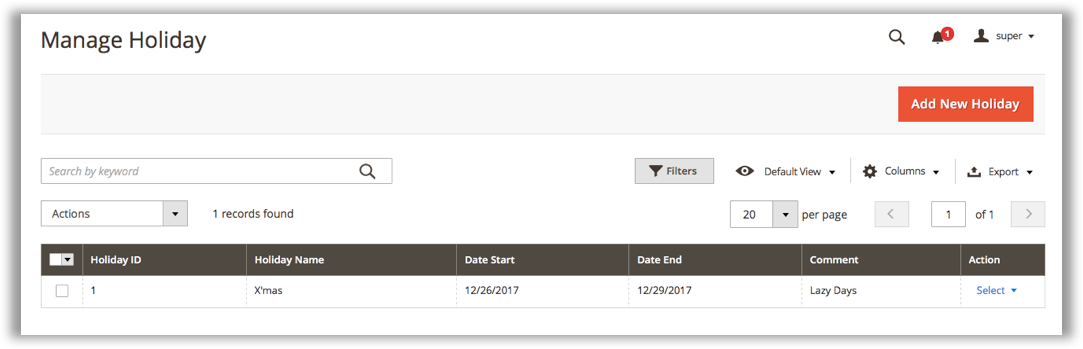 Manage Holiday
1
super
Add New Holiday
Search by keyword
Filters
Default View
Columns
Export
Actions
1 records found
20
per page
1
of 1
Holiday ID Holiday Name Date Start Date End Comment Action
1 X'mas 12/26/2017 12/29/2017 Lazy Days Select